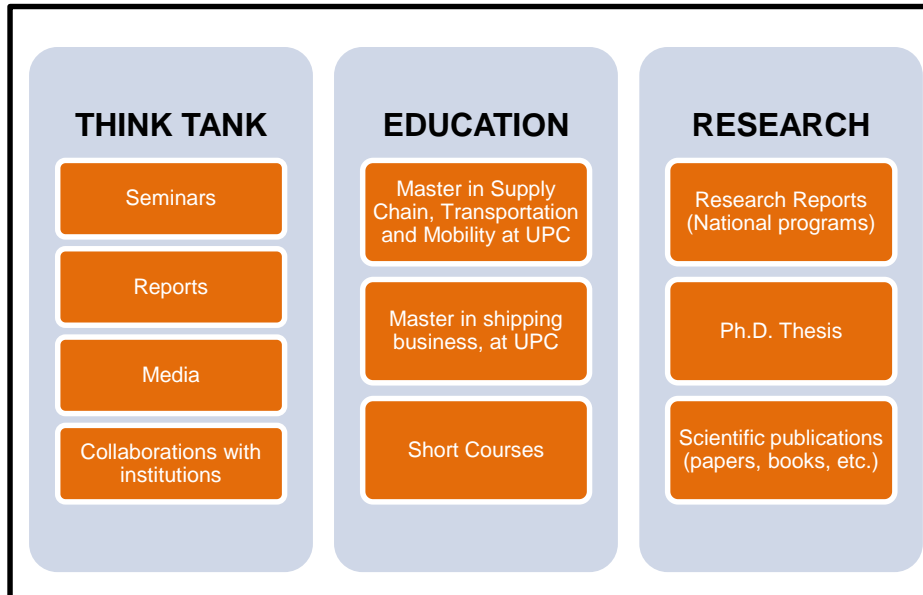 THINK TANK
Seminars
Reports
Media
Collaborations with
institutions
EDUCATION
Master in Supply
Chain, Transportation
and Mobility at UPC
Master in shipping
business, at UPC
Short Courses
RESEARCH
Research Reports
(National programs)
Ph.D. Thesis
Scientific publications
(papers, books, etc.)